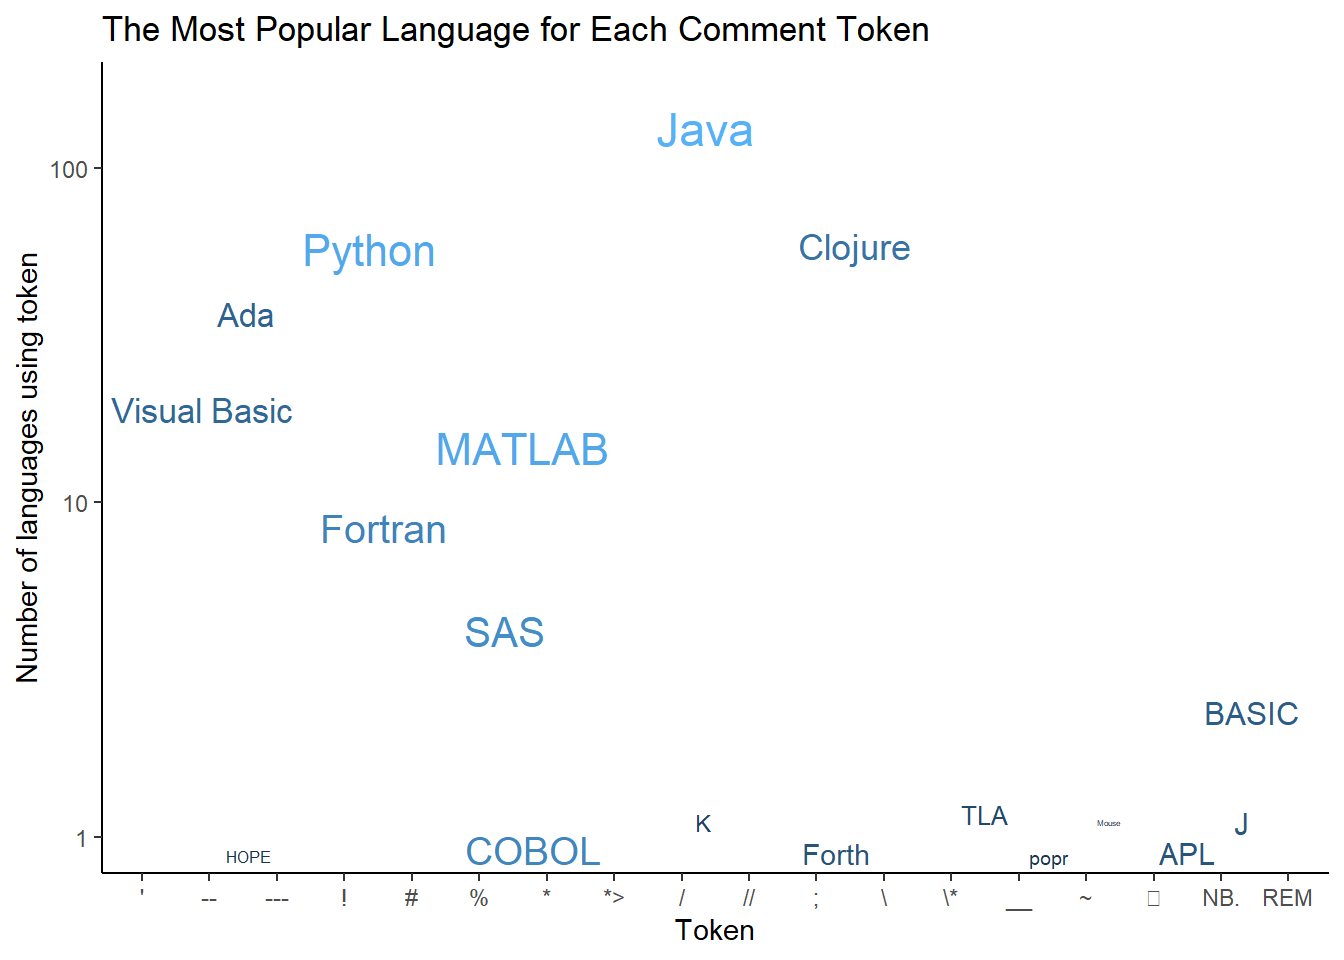 The Most Popular Language for Each Comment Token
Number of languages using token
100
10
1
Java
Python
Clojure
Ada
Visual Basic
MATLAB
Fortran
SAS
BASIC
TLA
K
Mouse
J
HOPE
COBOL
Forth
popr
APL
' -- --- ! # % * *> / // ; \ \* __ ~ NB. REM
Token